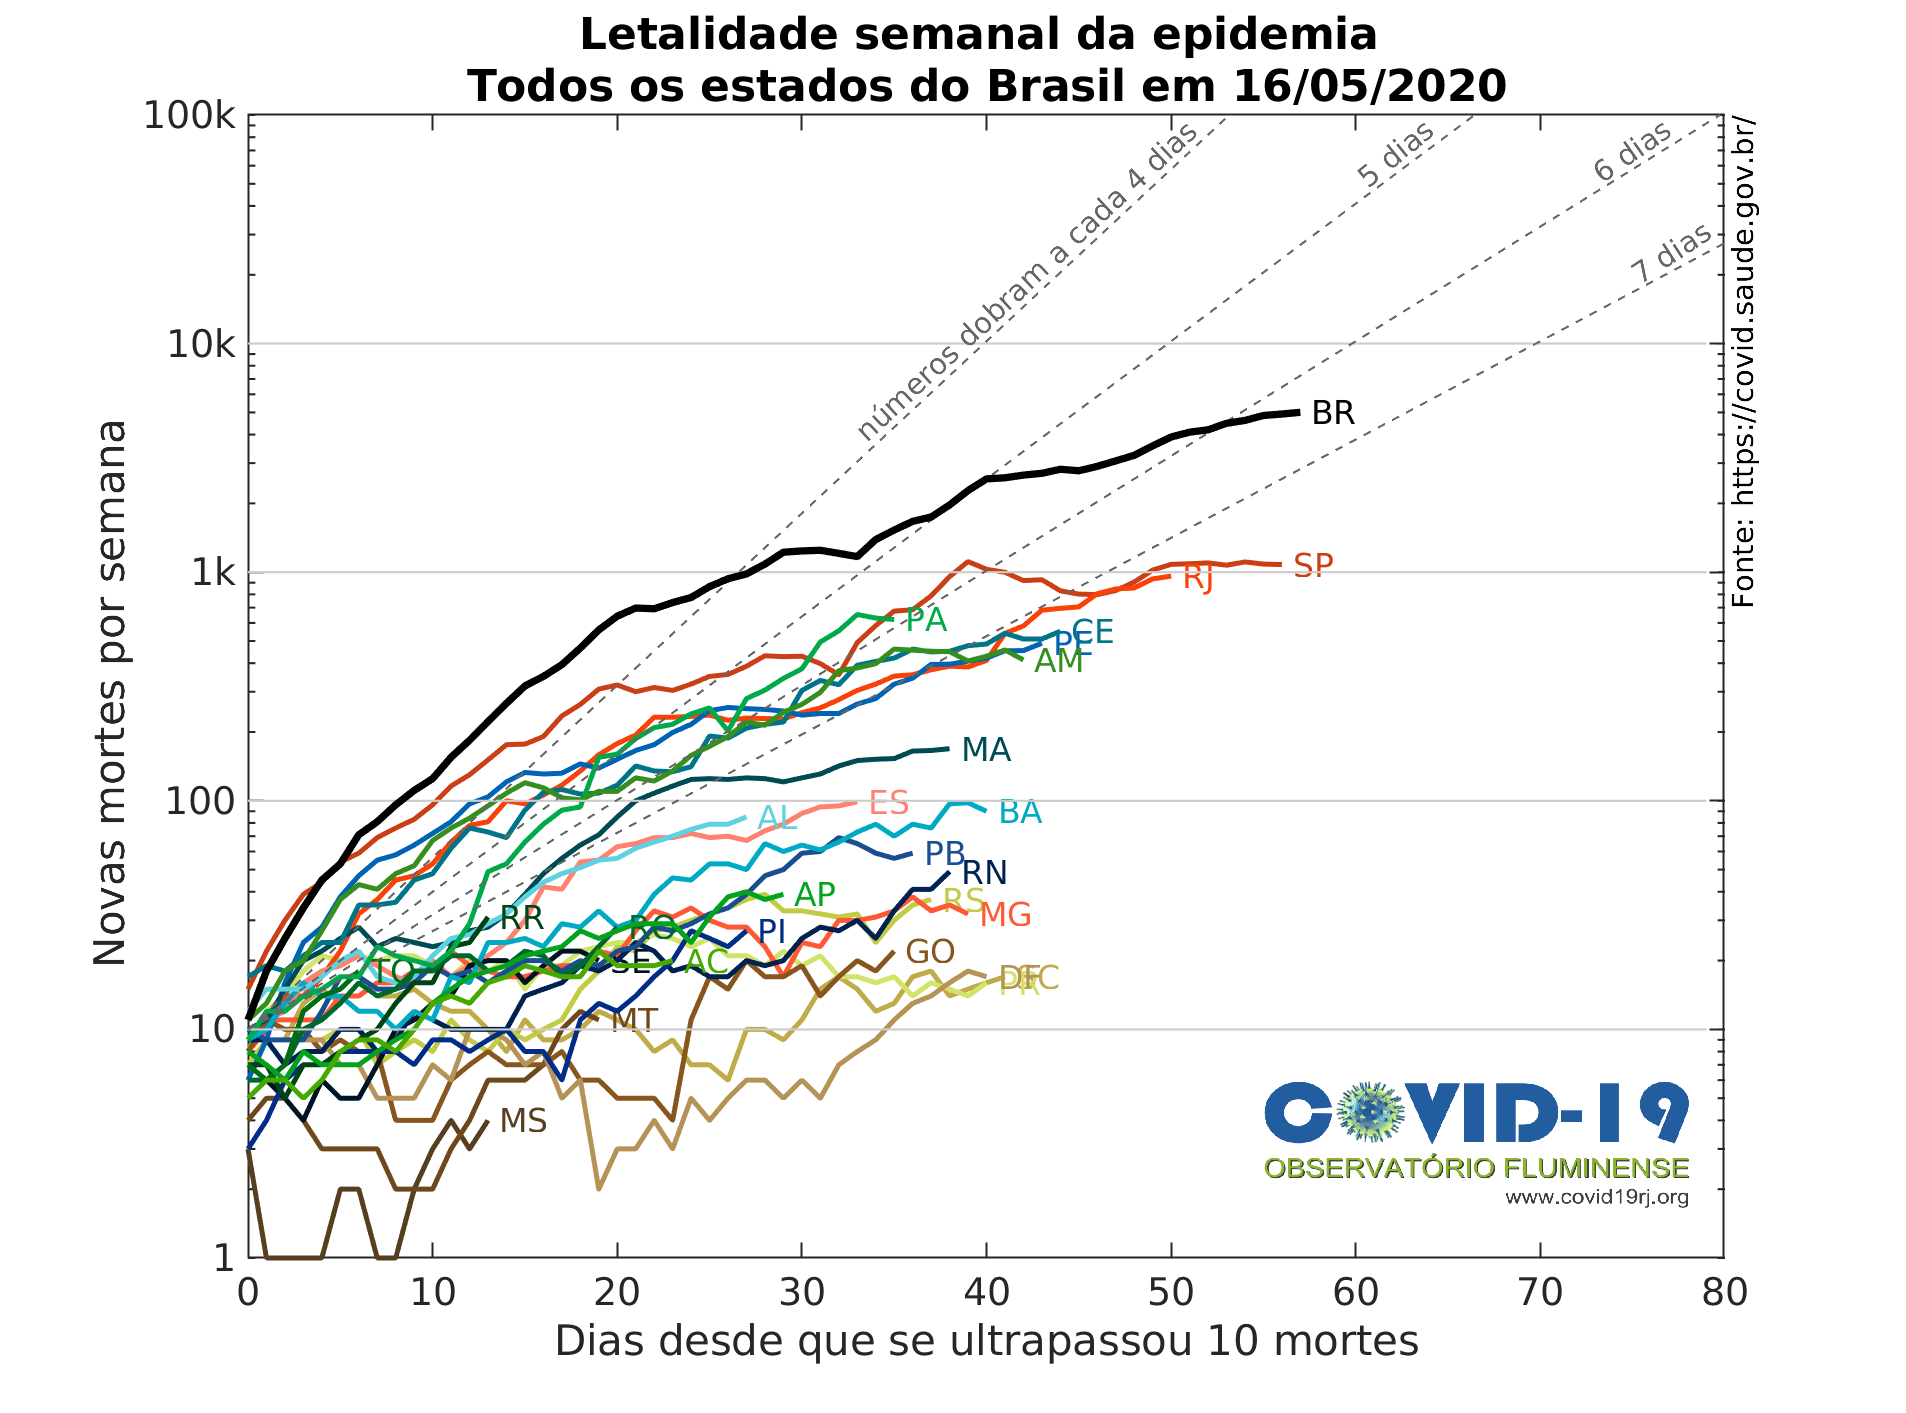 Letalidade semanal da epidemia
Todos os estados do Brasil em 16/05/2020
Novas mortes por semana
100k
10k
1k
100
10
1
números dobram a cada 4 dias
5 dias
6 dias
7 dias
BR
SP
RJ
PA
CE
PE
AM
MA
ES
BA
AL
PB
RN
AP
RS
MG
RR
RO
PI
GO
TO
SE
AC
DF
SC
PR
MT
MS
0 10 20 30 40 50 60 70 80
Dias desde que se ultrapassou 10 mortes
Fonte: https://covid.saude.gov.br/
COVID-19
OBSERVATÓRIO FLUMINENSE
www.covid19rj.org